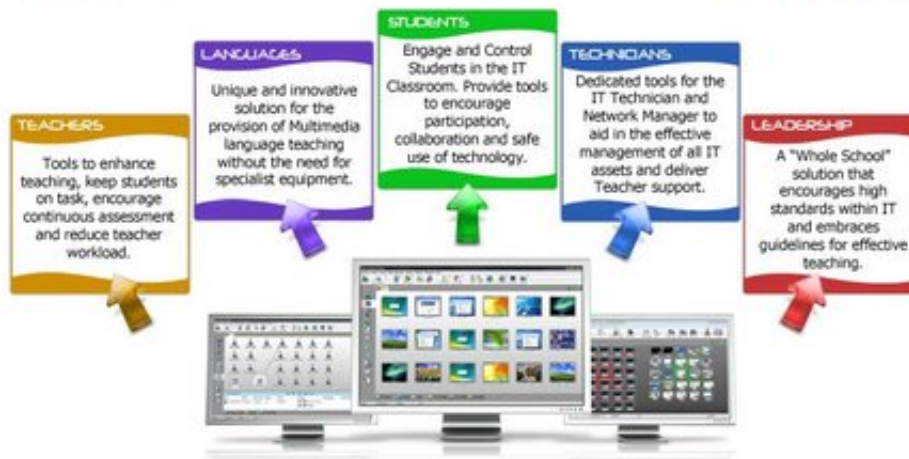 TEACHERS
Tools to enhance
teaching, keep students
on task, encourage
continuous assessment
and reduce teacher
workload.
LANGUAGES
Unique and innovative
solution for the
provision of Multimedia
language teaching
without the need for
specialist equipment.
STUDENTS
Engage and Control
Students in the IT
Classroom. Provide tools
to encourage
participation,
collaboration and safe
use of technology.
TECHNICIANS
Dedicated tools for the
IT Technician and
Network Manager to
aid in the effective
management of all IT
assets and deliver
Teacher support.
LEADERSHIP
A "Whole School"
solution that
encourages high
standards within IT
and embraces
guidelines for effective
teaching.